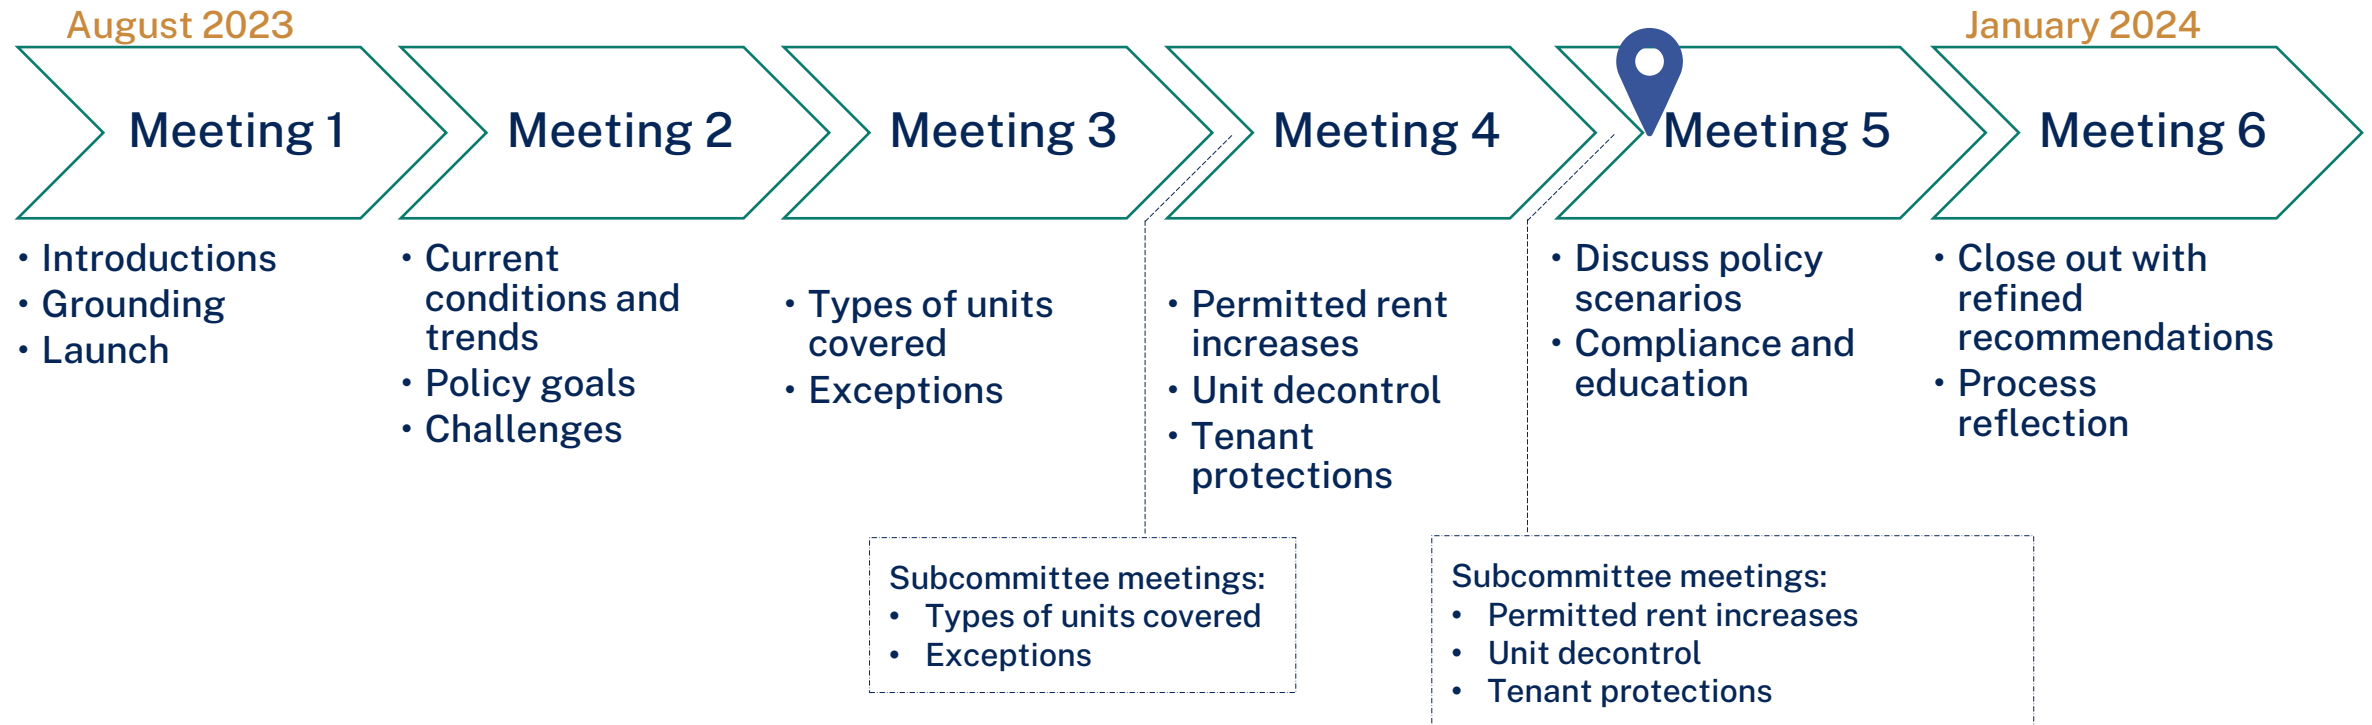 August 2023
January 2024
Meeting 1
Meeting 2
Meeting 3
Meeting 4
Meeting 5
Meeting 6
• Introductions
• Grounding
• Launch
• Current
conditions and
trends
• Policy goals
• Challenges
• Types of units
covered
• Exceptions
• Permitted rent
increases
• Unit decontrol
• Tenant
protections
• Discuss policy
scenarios
• Compliance and
education
• Close out with
refined
recommendations
• Process
reflection
Subcommittee meetings:
• Types of units covered
• Exceptions
Subcommittee meetings:
• Permitted rent increases
• Unit decontrol
• Tenant protections